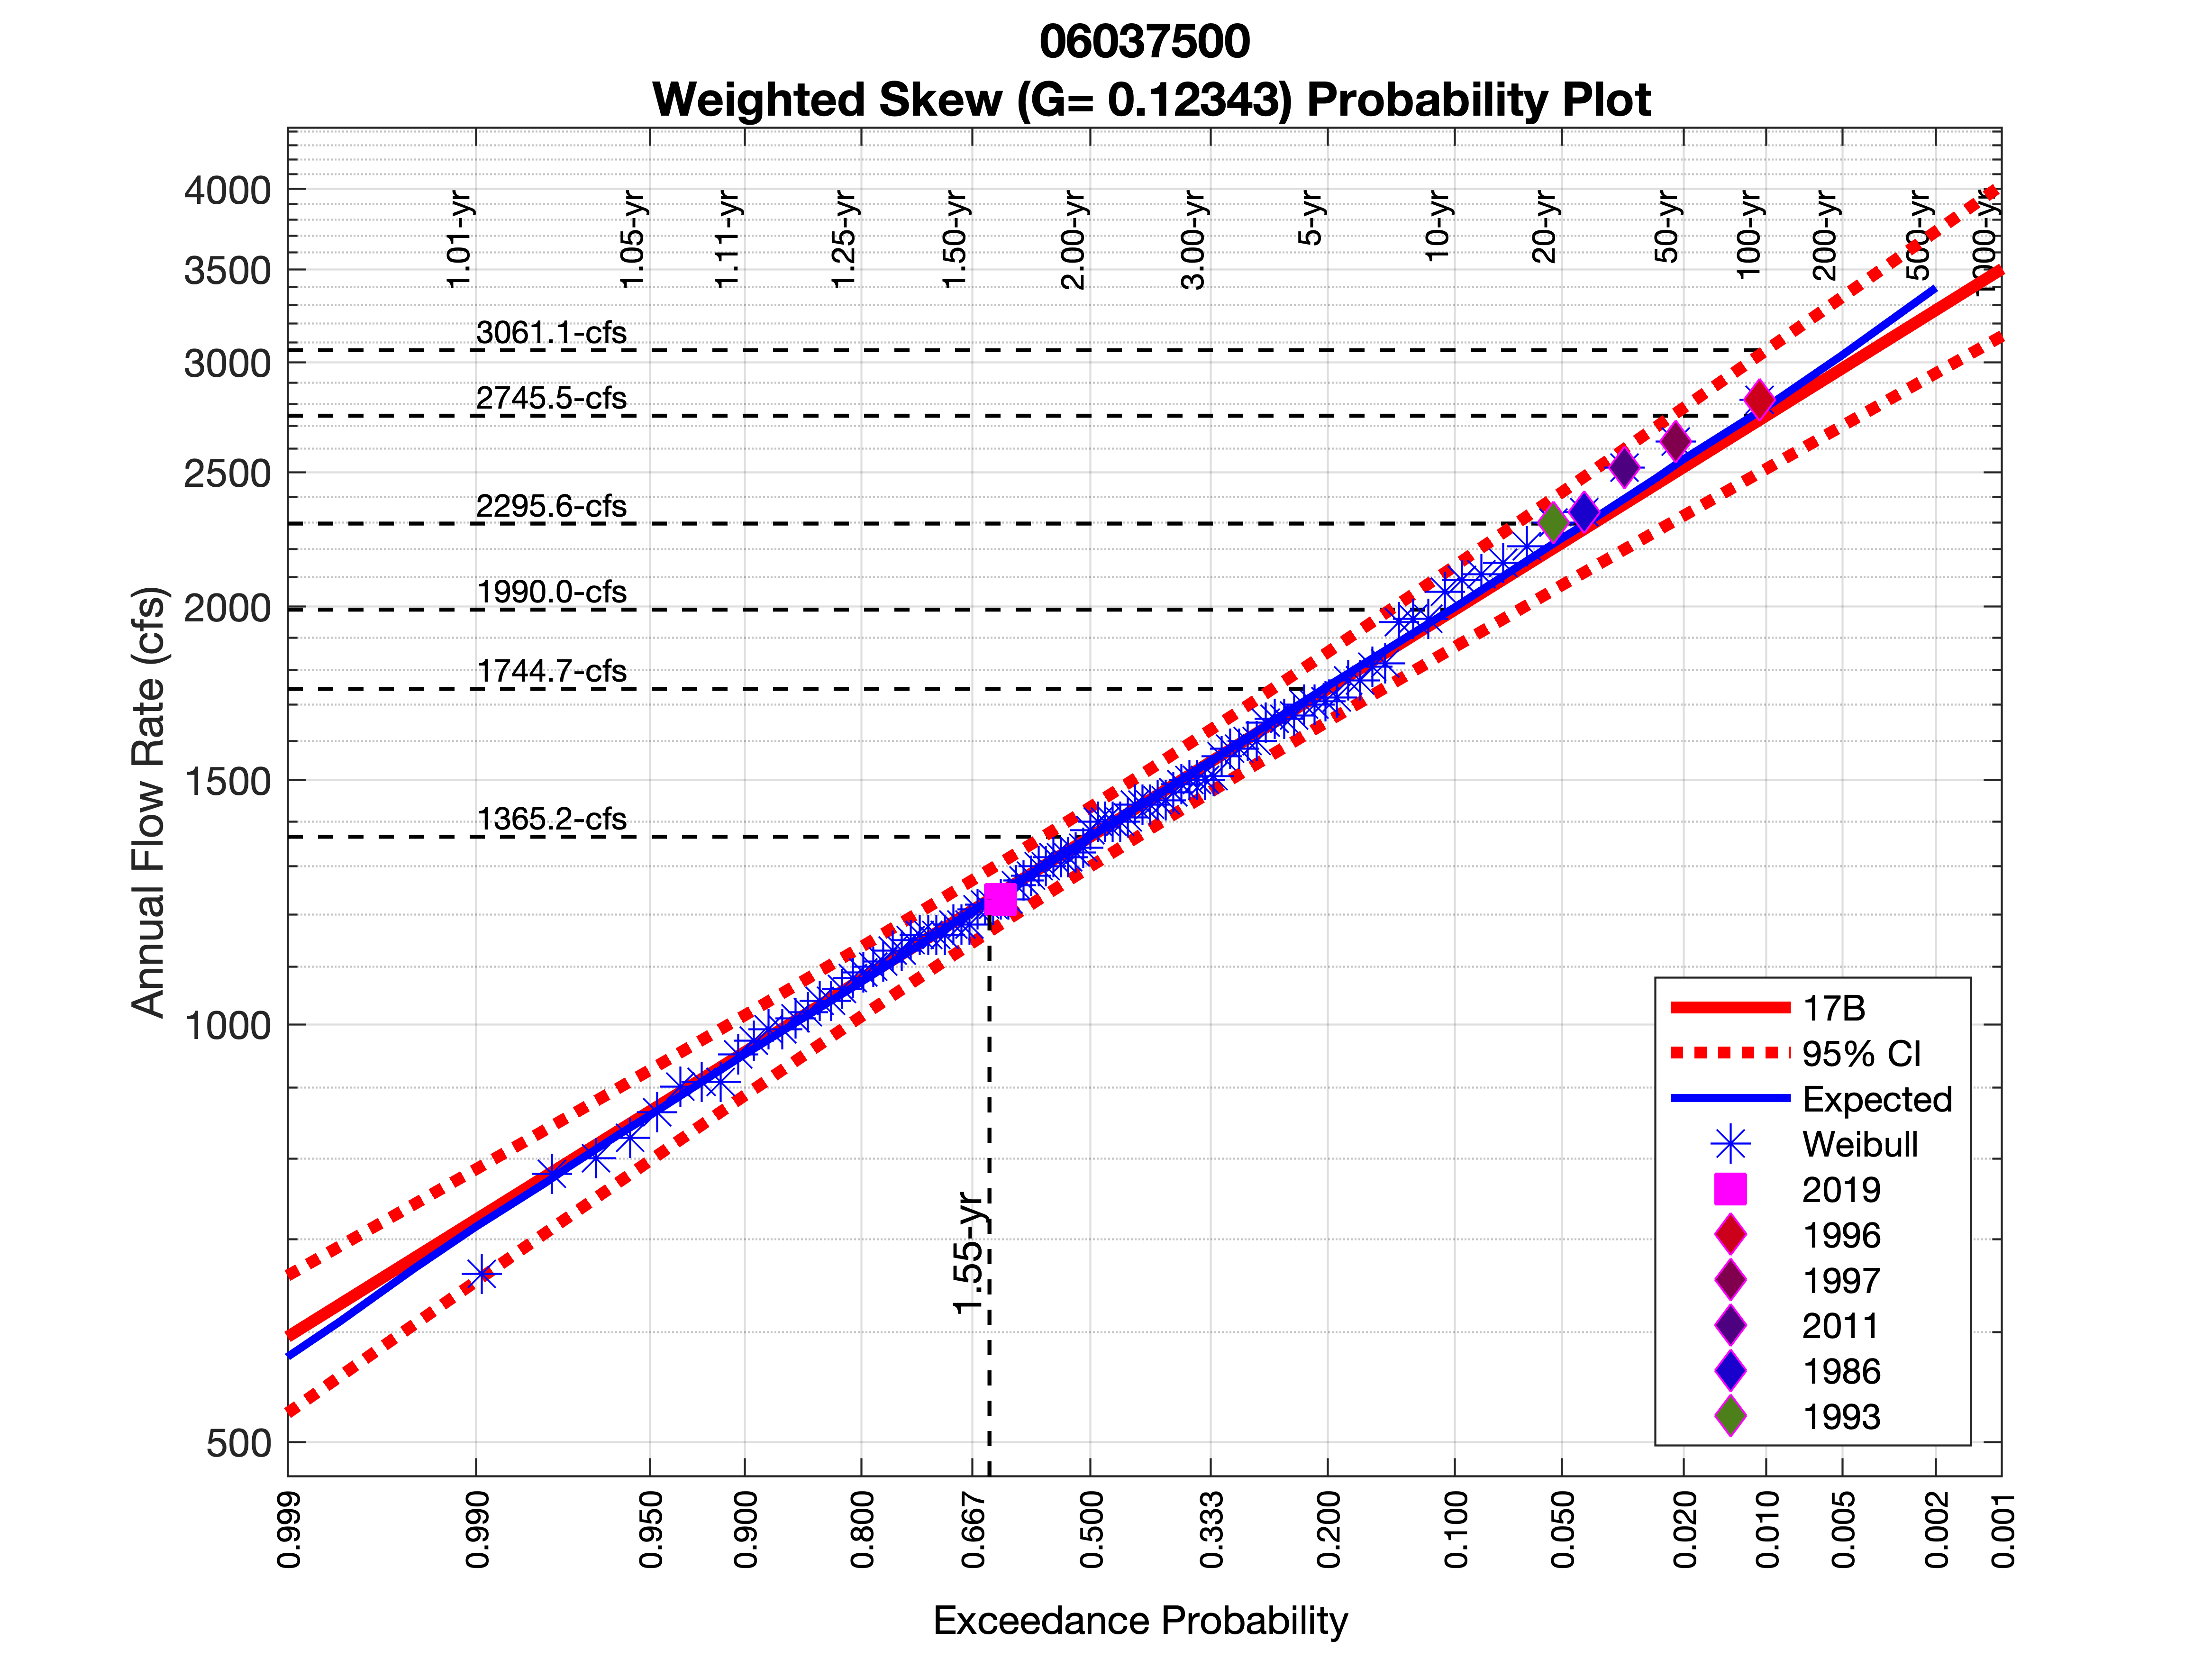 06037500
Weighted Skew (G= 0.12343) Probability Plot
4000
3500
3000
2500
2000
1500
1000
500
Annual Flow Rate (cfs)
1.01-yr
1.05-yr
1.11-yr
1.25-yr
1.50-yr
2.00-yr
3.00-yr
5-yr
10-yr
20-yr
50-yr
100-yr
200-yr
500-yr
1000-yr
3061.1-cfs
2745.5-cfs
2295.6-cfs
1990.0-cfs
1744.7-cfs
1365.2-cfs
1.55-yr
17B
95% CI
Expected
Weibull
2019
1996
1997
2011
1986
1993
0.999
0.990
0.950
0.900
0.800
0.667
0.500
0.333
0.200
0.100
0.050
0.020
0.010
0.005
0.002
0.001
Exceedance Probability